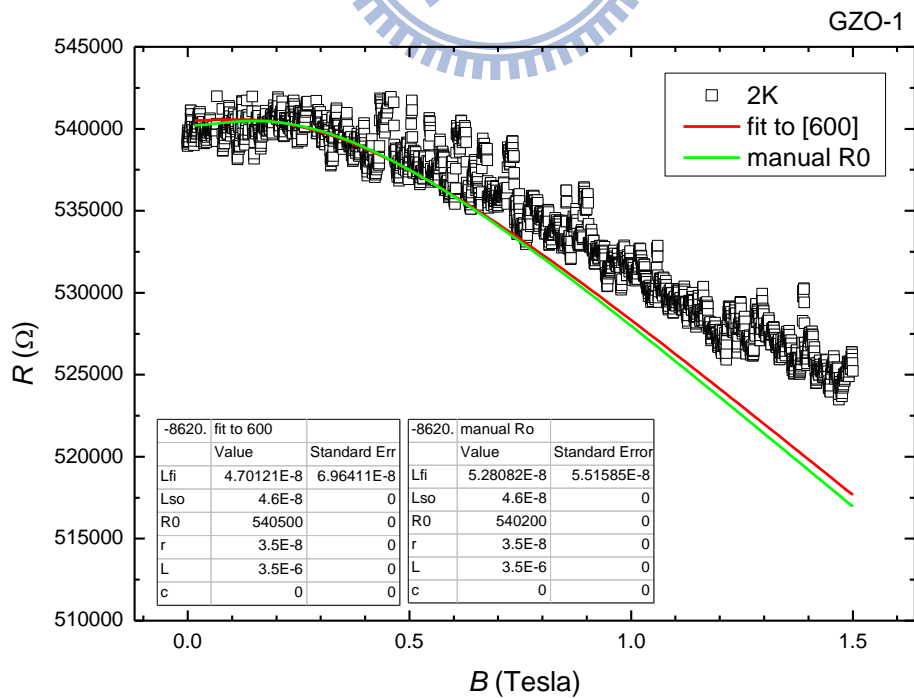 GZO-1
545000
540000
535000
530000
525000
520000
515000
510000
R (Ω)
2K
fit to [600]
manual R0
-8620. fit to 600
Value Standard Err
Lfi 4.70121E-8 6.96411E-8
Lso 4.6E-8 0
R0 540500 0
r 3.5E-8 0
L 3.5E-6 0
c 0 0
-8620. manual Ro
Value Standard Error
Lfi 5.28082E-8 5.51585E-8
Lso 4.6E-8 0
R0 540200 0
r 3.5E-8 0
L 3.5E-6 0
c 0 0
0.0 0.5 1.0 1.5
B (Tesla)